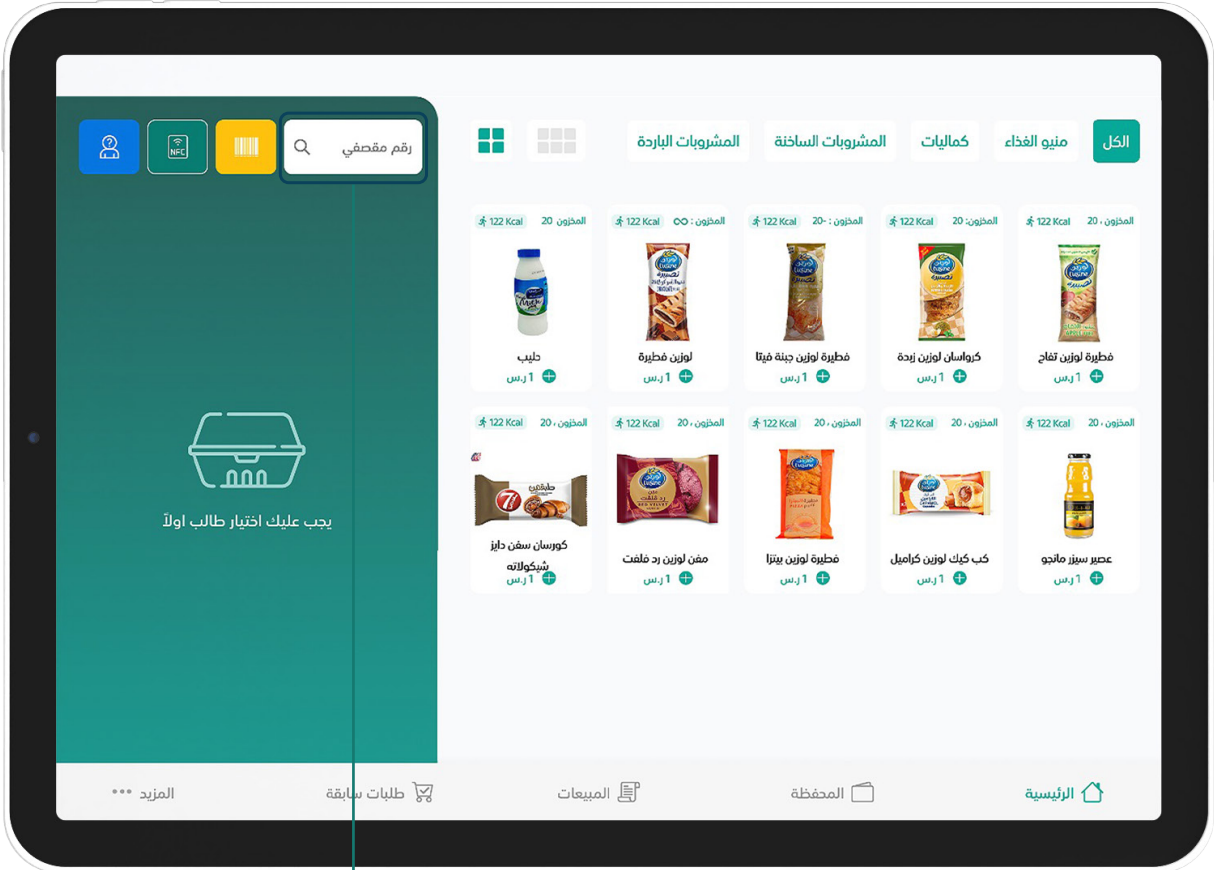 الكل
منيو الغذاء
كماليات
المشروبات الساخنة
المشروبات الباردة
رقم مقصفي
NFC
المخزون ، 20
122 Kcal
فطيرة لوزين تفاح
1 ر.س
المخزون: 20
122 Kcal
كرواسان لوزين زبدة
1 ر.س
المخزون : -20
122 Kcal
فطيرة لوزين جبنة فيتا
1 ر.س
المخزون : ∞
122 Kcal
لوزين فطيرة
1 ر.س
المخزون 20
122 Kcal
حليب
1 ر.س
المخزون ، 20
122 Kcal
عصير سيزر مانجو
1 ر.س
المخزون ، 20
122 Kcal
كب كيك لوزين كراميل
1 ر.س
المخزون ، 20
122 Kcal
فطيرة لوزين بيتزا
1 ر.س
المخزون ، 20
122 Kcal
مفن لوزين رد فلفت
1 ر.س
المخزون ، 20
122 Kcal
كورسان سفن دايز
شيكولاته
1 ر.س
يجب عليك اختيار طالب اولاً
الرئيسية
المحفظة
المبيعات
طلبات سابقة
المزيد